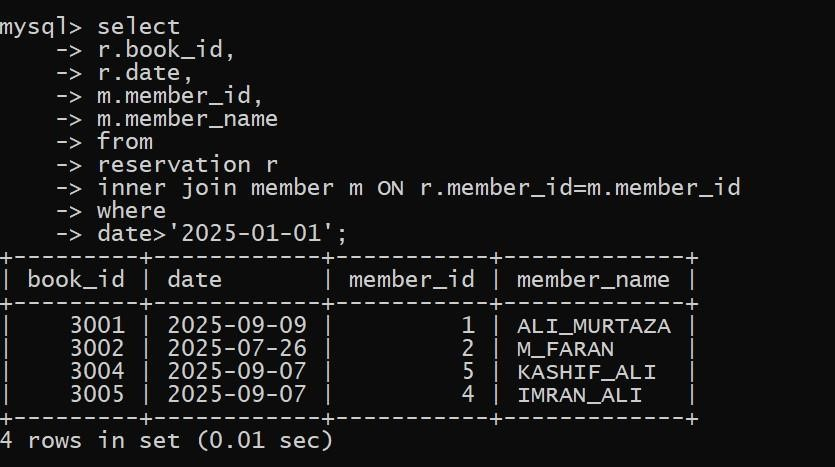 mysql> select
    -> r.book_id,
    -> r.date,
    -> m.member_id,
    -> m.member_name
    -> from
    -> reservation r
    -> inner join member m ON r.member_id=m.member_id
    -> where
    -> date>'2025-01-01';
+---------+------------+-----------+-------------+
| book_id | date       | member_id | member_name |
+---------+------------+-----------+-------------+
|    3001 | 2025-09-09 |         1 | ALI_MURTAZA |
|    3002 | 2025-07-26 |         2 | M_FARAN     |
|    3004 | 2025-09-07 |         5 | KASHIF_ALI  |
|    3005 | 2025-09-07 |         4 | IMRAN_ALI   |
+---------+------------+-----------+-------------+
4 rows in set (0.01 sec)